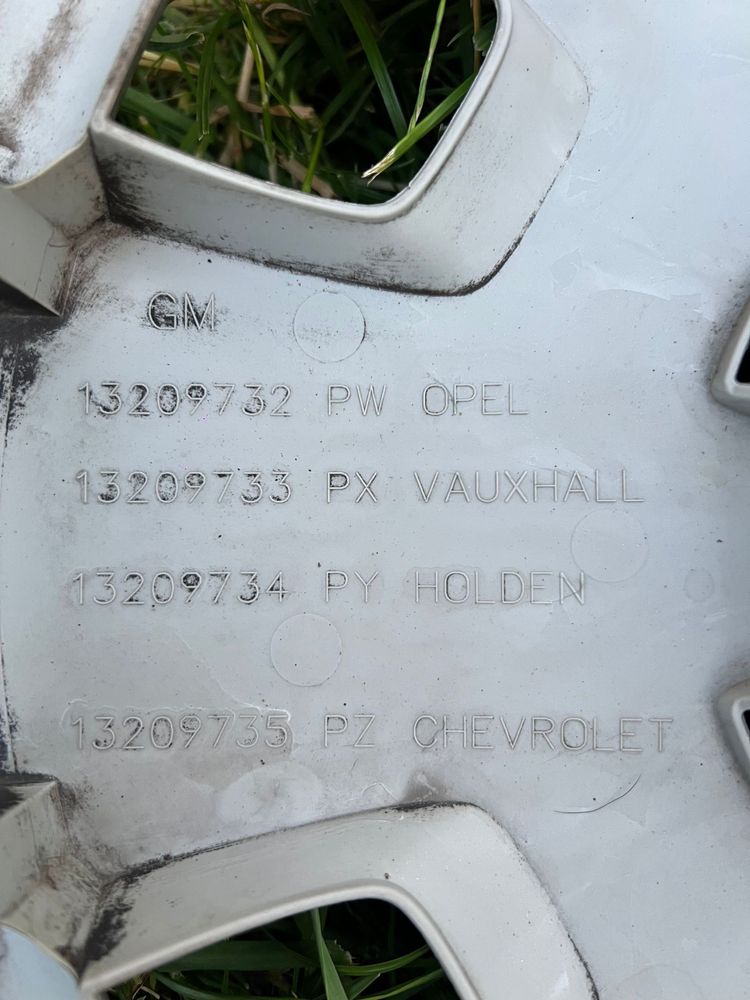 GM
13209732 PW OPEL
13209733 PX VAUXHALL
13209734 PY HOLDEN
13209735 PZ CHEVROLET